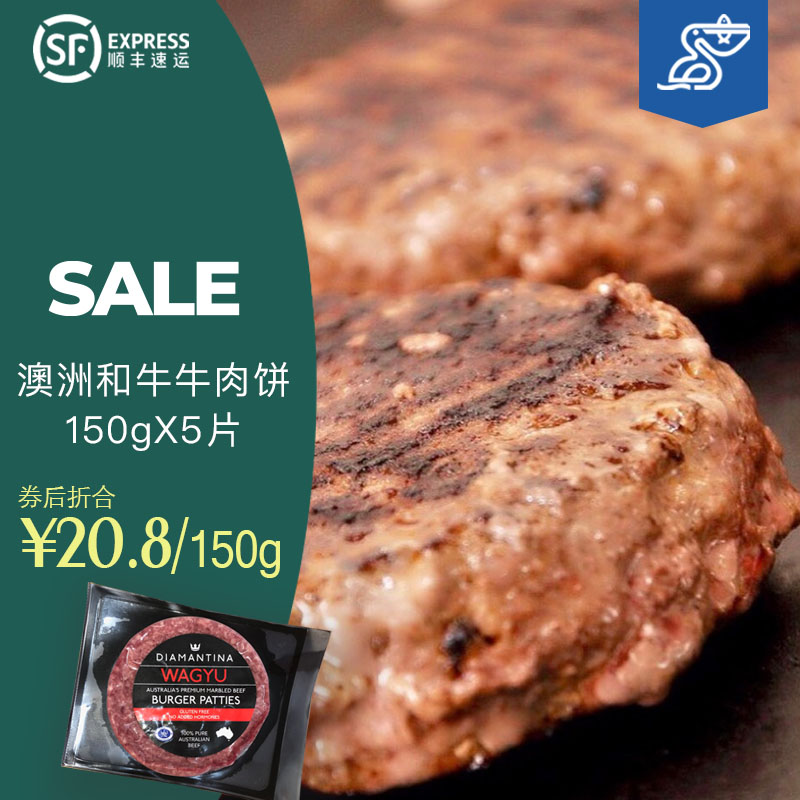 SF EXPRESS
顺丰速运
SALE
澳洲和牛牛肉饼
150gX5片
券后折合
¥20.8/150g
DIAMANTINA
WAGYU
AUSTRALIA'S PREMIUM MARBLED BEEF
BURGER PATTIES
GLUTEN FREE
NO ADDED HORMONES
100% PURE
AUSTRALIAN
BEEF